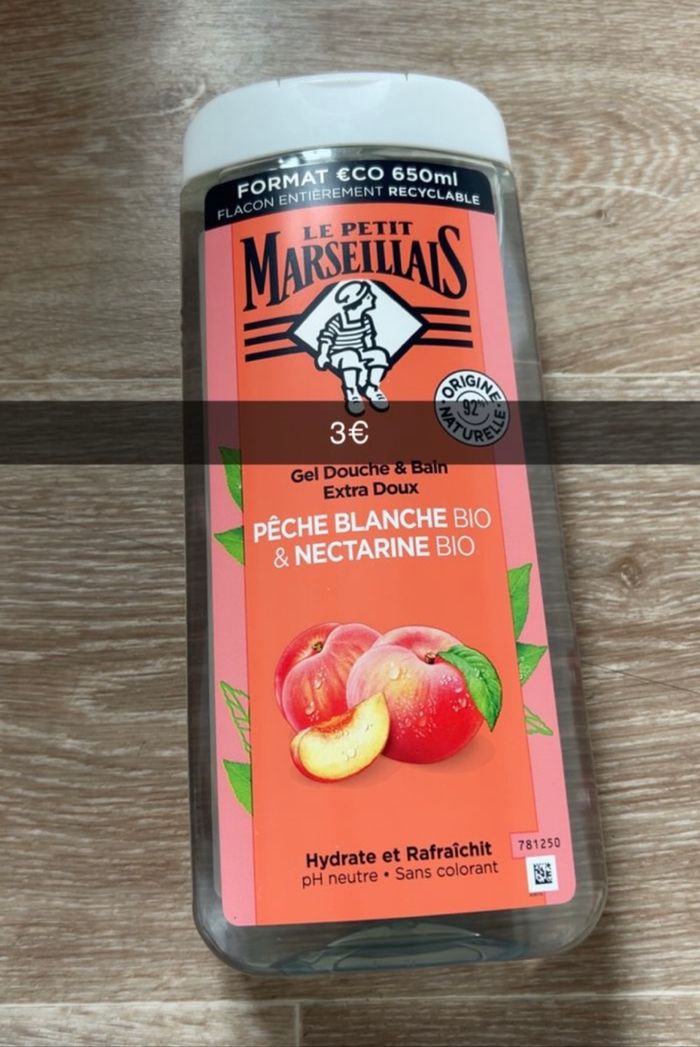 FORMAT €CO 650ml
FLACON ENTIÈREMENT RECYCLABLE
LE PETIT
MARSEILLAIS
ORIGINE
92%
NATURELLE
3€
Gel Douche & Bain
Extra Doux
PÊCHE BLANCHE BIO
& NECTARINE BIO
Hydrate et Rafraîchit
pH neutre • Sans colorant
781250